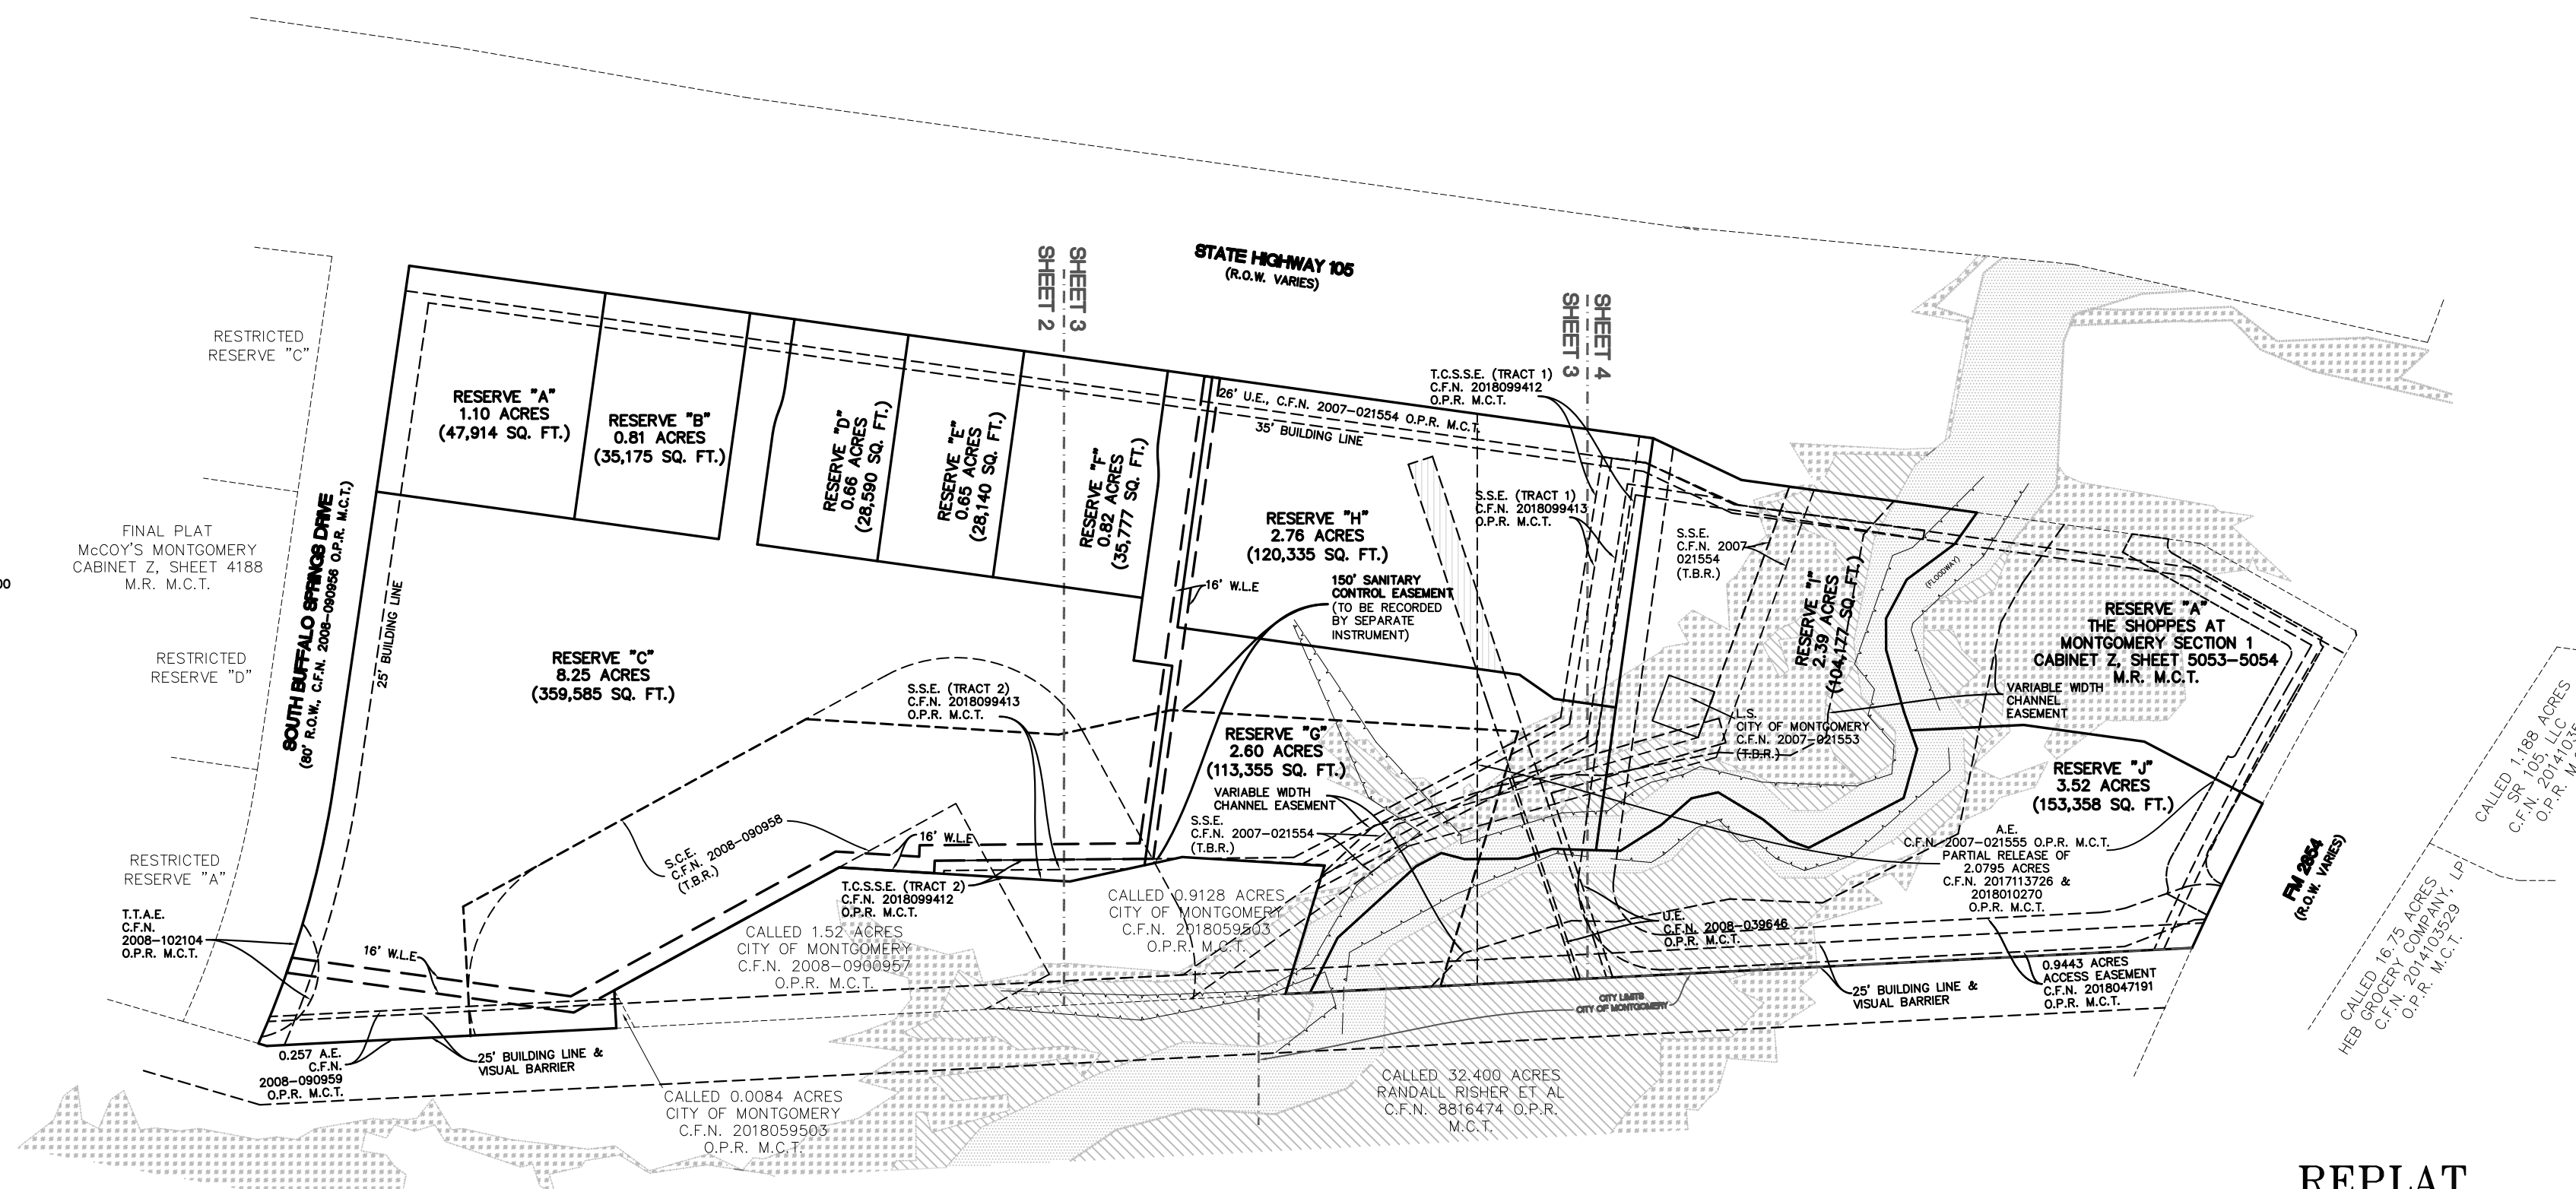 STATE HIGHWAY 105
(R.O.W. VARIES)
SHEET 2
SHEET 3
SHEET 3
SHEET 4
RESTRICTED
RESERVE "C"
FINAL PLAT
McCOY'S MONTGOMERY
CABINET Z, SHEET 4188
M.R. M.C.T.
RESTRICTED
RESERVE "D"
RESTRICTED
RESERVE "A"
00
SOUTH BUFFALO SPRINGS DRIVE
(80' R.O.W., C.F.N. 2008-090956 O.P.R. M.C.T.)
25' BUILDING LINE
RESERVE "A"
1.10 ACRES
(47,914 SQ. FT.)
RESERVE "B"
0.81 ACRES
(35,175 SQ. FT.)
RESERVE "D"
0.66 ACRES
(28,590 SQ. FT.)
RESERVE "E"
0.65 ACRES
(28,140 SQ. FT.)
RESERVE "F"
0.82 ACRES
(35,777 SQ. FT.)
26' U.E., C.F.N. 2007-021554 O.P.R. M.C.T.
35' BUILDING LINE
T.C.S.S.E. (TRACT 1)
C.F.N. 2018099412
O.P.R. M.C.T.
S.S.E. (TRACT 1)
C.F.N. 2018099413
O.P.R. M.C.T.
RESERVE "H"
2.76 ACRES
(120,335 SQ. FT.)
16' W.L.E
150' SANITARY
CONTROL EASEMENT
(TO BE RECORDED
BY SEPARATE
INSTRUMENT)
S.S.E.
C.F.N. 2007-
021554
(T.B.R.)
RESERVE "I"
2.39 ACRES
(104,177 SQ. FT.)
(FLOODWAY)
RESERVE "A"
THE SHOPPES AT
MONTGOMERY SECTION 1
CABINET Z, SHEET 5053-5054
M.R. M.C.T.
VARIABLE WIDTH
CHANNEL
EASEMENT
L.S.
CITY OF MONTGOMERY
C.F.N. 2007-021553
(T.B.R.)
RESERVE "C"
8.25 ACRES
(359,585 SQ. FT.)
S.S.E. (TRACT 2)
C.F.N. 2018099413
O.P.R. M.C.T.
RESERVE "G"
2.60 ACRES
(113,355 SQ. FT.)
VARIABLE WIDTH
CHANNEL EASEMENT
S.S.E.
C.F.N. 2007-021554
(T.B.R.)
RESERVE "J"
3.52 ACRES
(153,358 SQ. FT.)
A.E.
C.F.N. 2007-021555 O.P.R. M.C.T.
PARTIAL RELEASE OF
2.0795 ACRES
C.F.N. 2017113726 &
2018010270
O.P.R. M.C.T.
S.C.E.
C.F.N. 2008-090958
(T.B.R.)
16' W.L.E
T.C.S.S.E. (TRACT 2)
C.F.N. 2018099412
O.P.R. M.C.T.
CALLED 0.9128 ACRES
CITY OF MONTGOMERY
C.F.N. 2018059503
O.P.R. M.C.T.
CALLED 1.52 ACRES
CITY OF MONTGOMERY
C.F.N. 2008-0900957
O.P.R. M.C.T.
T.T.A.E.
C.F.N.
2008-102104
O.P.R. M.C.T.
16' W.L.E
U.E.
C.F.N. 2008-039646
O.P.R. M.C.T.
0.9443 ACRES
ACCESS EASEMENT
C.F.N. 2018047191
O.P.R. M.C.T.
25' BUILDING LINE &
VISUAL BARRIER
CITY LIMITS
CITY OF MONTGOMERY
0.257 A.E.
C.F.N.
2008-090959
O.P.R. M.C.T.
25' BUILDING LINE &
VISUAL BARRIER
CALLED 0.0084 ACRES
CITY OF MONTGOMERY
C.F.N. 2018059503
O.P.R. M.C.T.
CALLED 32.400 ACRES
RANDALL RISHER ET AL
C.F.N. 8816474 O.P.R.
M.C.T.
FM 2854
(R.O.W. VARIES)
CALLED 1.188 ACRES
SR 105, LLC
C.F.N. 20141035
O.P.R. M.
CALLED 16.75 ACRES
HEB GROCERY COMPANY, LP
C.F.N. 2014103529
O.P.R. M.C.T.
REPLAT